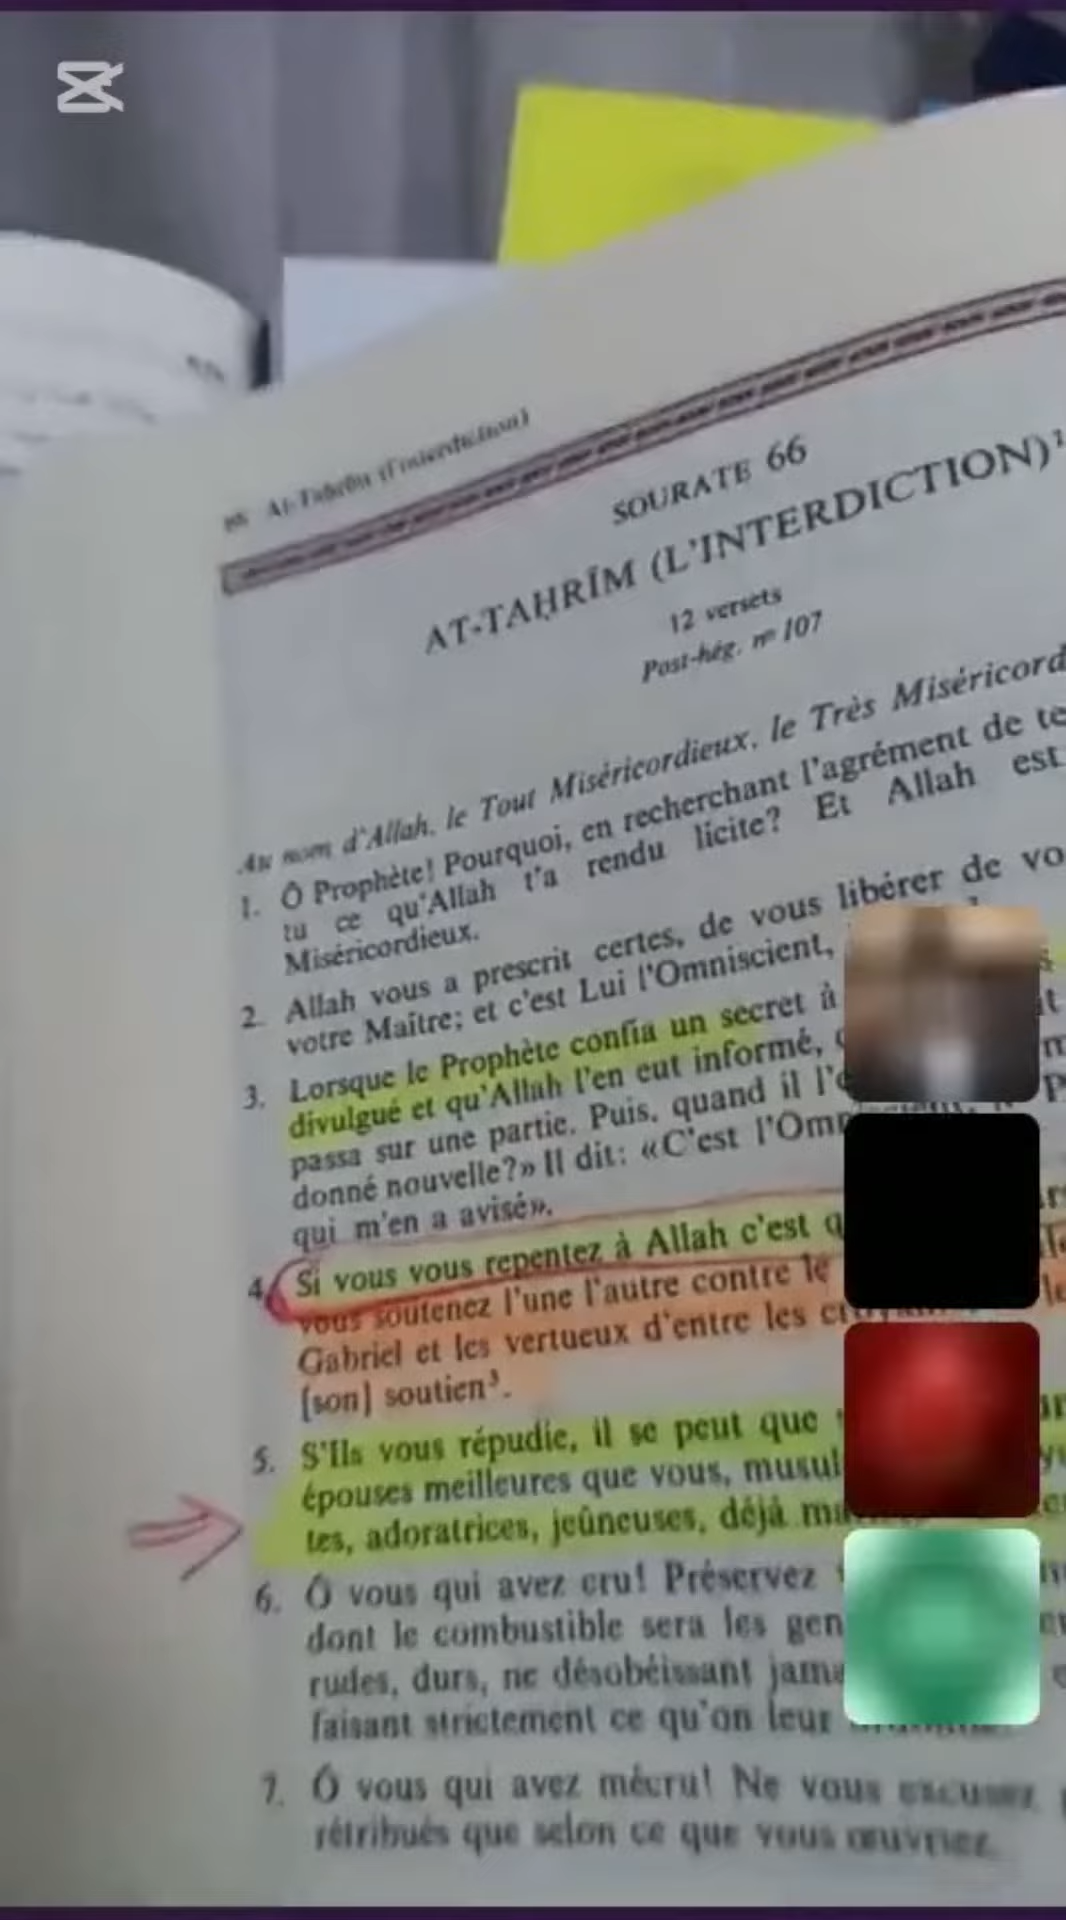 66 At-Tahrîm (l'interdiction)
SOURATE 66
AT-TAḤRÎM (L'INTERDICTION)¹
12 versets
Post-hég. nº 107
Au nom d'Allah, le Tout Miséricordieux, le Très Miséricord
1. Ô Prophète! Pourquoi, en recherchant l'agrément de te
tu ce qu'Allah t'a rendu licite? Et Allah est
Miséricordieux.
2. Allah vous a prescrit certes, de vous libérer de vo
votre Maître; et c'est Lui l'Omniscient,
3. Lorsque le Prophète confia un secret à
divulgué et qu'Allah l'en eut informé,
passa sur une partie. Puis, quand il l'
donné nouvelle?» Il dit: «C'est l'Omn
qui m'en a avisé».
4. Si vous vous repentez à Allah c'est q
vous soutenez l'une l'autre contre le
Gabriel et les vertueux d'entre les
[son] soutien³.
5. S'Ils vous répudie, il se peut que
épouses meilleures que vous, musul
tes, adoratrices, jeûneuses, déjà ma
6. Ô vous qui avez cru! Préservez
dont le combustible sera les gen
rudes, durs, ne désobéissant jama
faisant strictement ce qu'on leur
7. Ô vous qui avez mécru! Ne vous excusez
rétribués que selon ce que vous œuvriez.